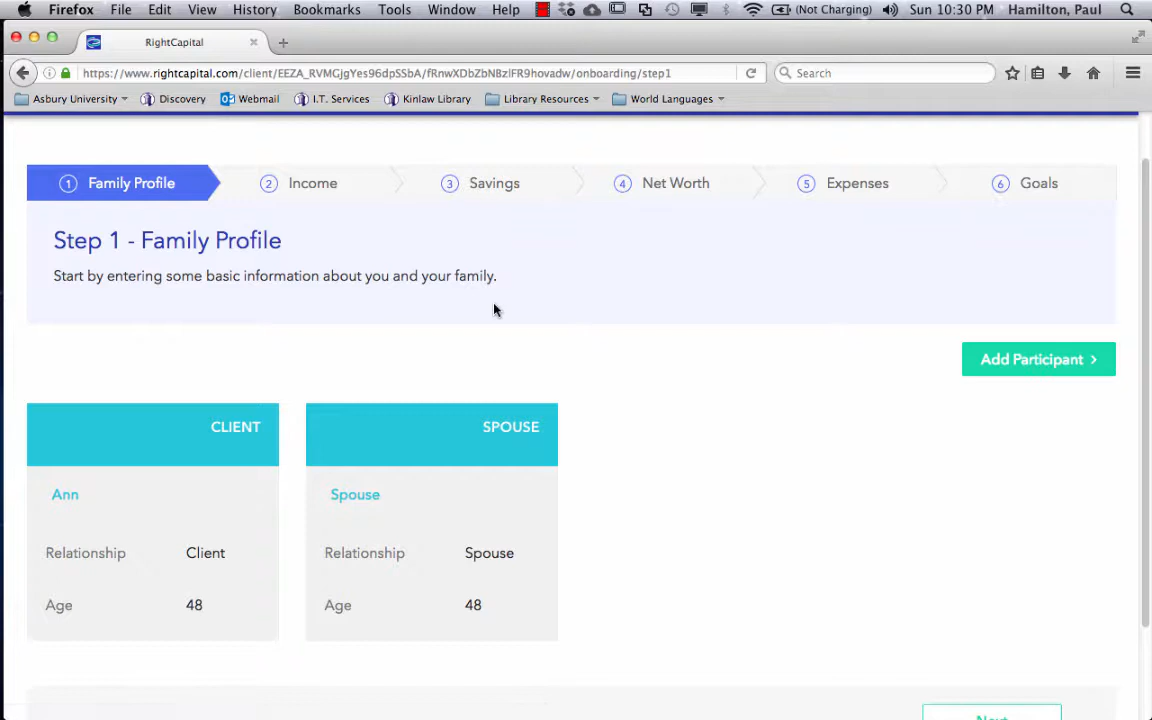 Firefox File Edit View History Bookmarks Tools Window Help (Not Charging) Sun 10:30 PM Hamilton, Paul
RightCapital
https://www.rightcapital.com/client/EEZA_RVMGjgYes96dpSSbA/fRnwXDbZbNBzlFR9hovadw/onboarding/step1 Search
Asbury University Discovery Webmail I.T. Services Kinlaw Library Library Resources World Languages
1 Family Profile 2 Income 3 Savings 4 Net Worth 5 Expenses 6 Goals
Step 1 - Family Profile
Start by entering some basic information about you and your family.
Add Participant
CLIENT SPOUSE
Ann Spouse
Relationship Client Relationship Spouse
Age 48 Age 48
Next